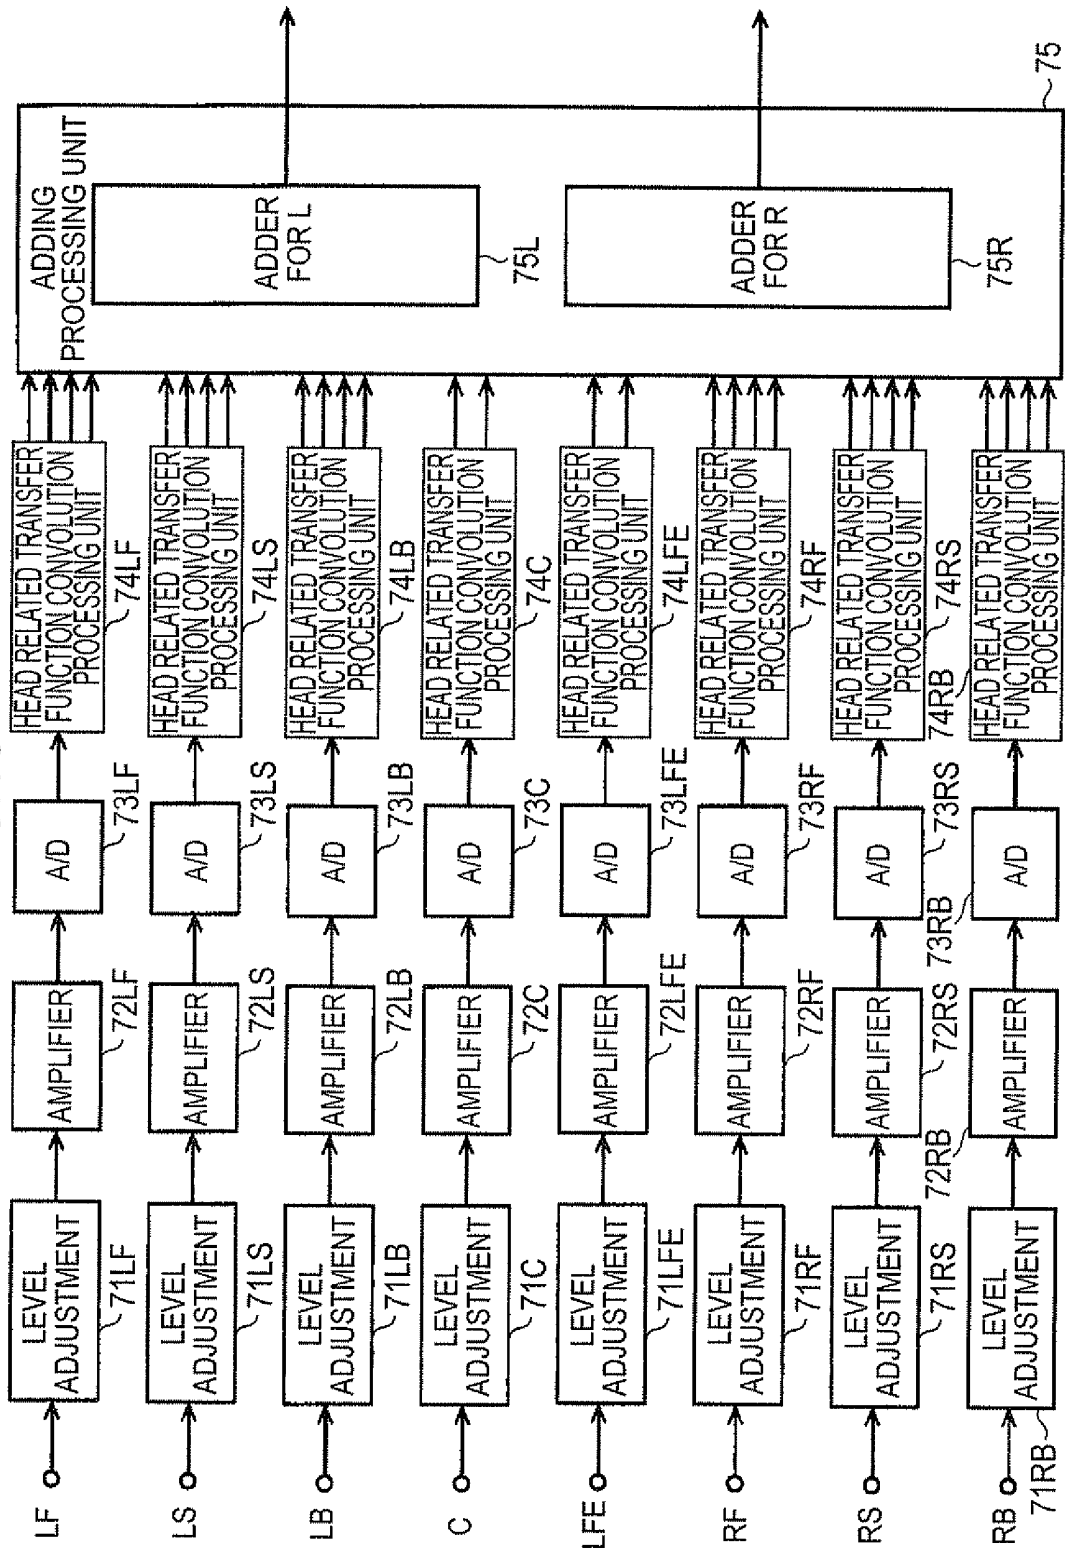 LF
LEVEL
ADJUSTMENT
71LF
AMPLIFIER
72LF
A/D
73LF
HEAD RELATED TRANSFER
FUNCTION CONVOLUTION
PROCESSING UNIT
74LF
LS
LEVEL
ADJUSTMENT
71LS
AMPLIFIER
72LS
A/D
73LS
HEAD RELATED TRANSFER
FUNCTION CONVOLUTION
PROCESSING UNIT
74LS
LB
LEVEL
ADJUSTMENT
71LB
AMPLIFIER
72LB
A/D
73LB
HEAD RELATED TRANSFER
FUNCTION CONVOLUTION
PROCESSING UNIT
74LB
C
LEVEL
ADJUSTMENT
71C
AMPLIFIER
72C
A/D
73C
HEAD RELATED TRANSFER
FUNCTION CONVOLUTION
PROCESSING UNIT
74C
LFE
LEVEL
ADJUSTMENT
71LFE
AMPLIFIER
72LFE
A/D
73LFE
HEAD RELATED TRANSFER
FUNCTION CONVOLUTION
PROCESSING UNIT
74LFE
RF
LEVEL
ADJUSTMENT
71RF
AMPLIFIER
72RF
A/D
73RF
HEAD RELATED TRANSFER
FUNCTION CONVOLUTION
PROCESSING UNIT
74RF
RS
LEVEL
ADJUSTMENT
71RS
AMPLIFIER
72RS
A/D
73RS
HEAD RELATED TRANSFER
FUNCTION CONVOLUTION
PROCESSING UNIT
74RS
RB
LEVEL
ADJUSTMENT
71RB
AMPLIFIER
72RB
A/D
73RB
HEAD RELATED TRANSFER
FUNCTION CONVOLUTION
PROCESSING UNIT
74RB
ADDING
PROCESSING UNIT
ADDER
FOR L
75L
ADDER
FOR R
75R
75